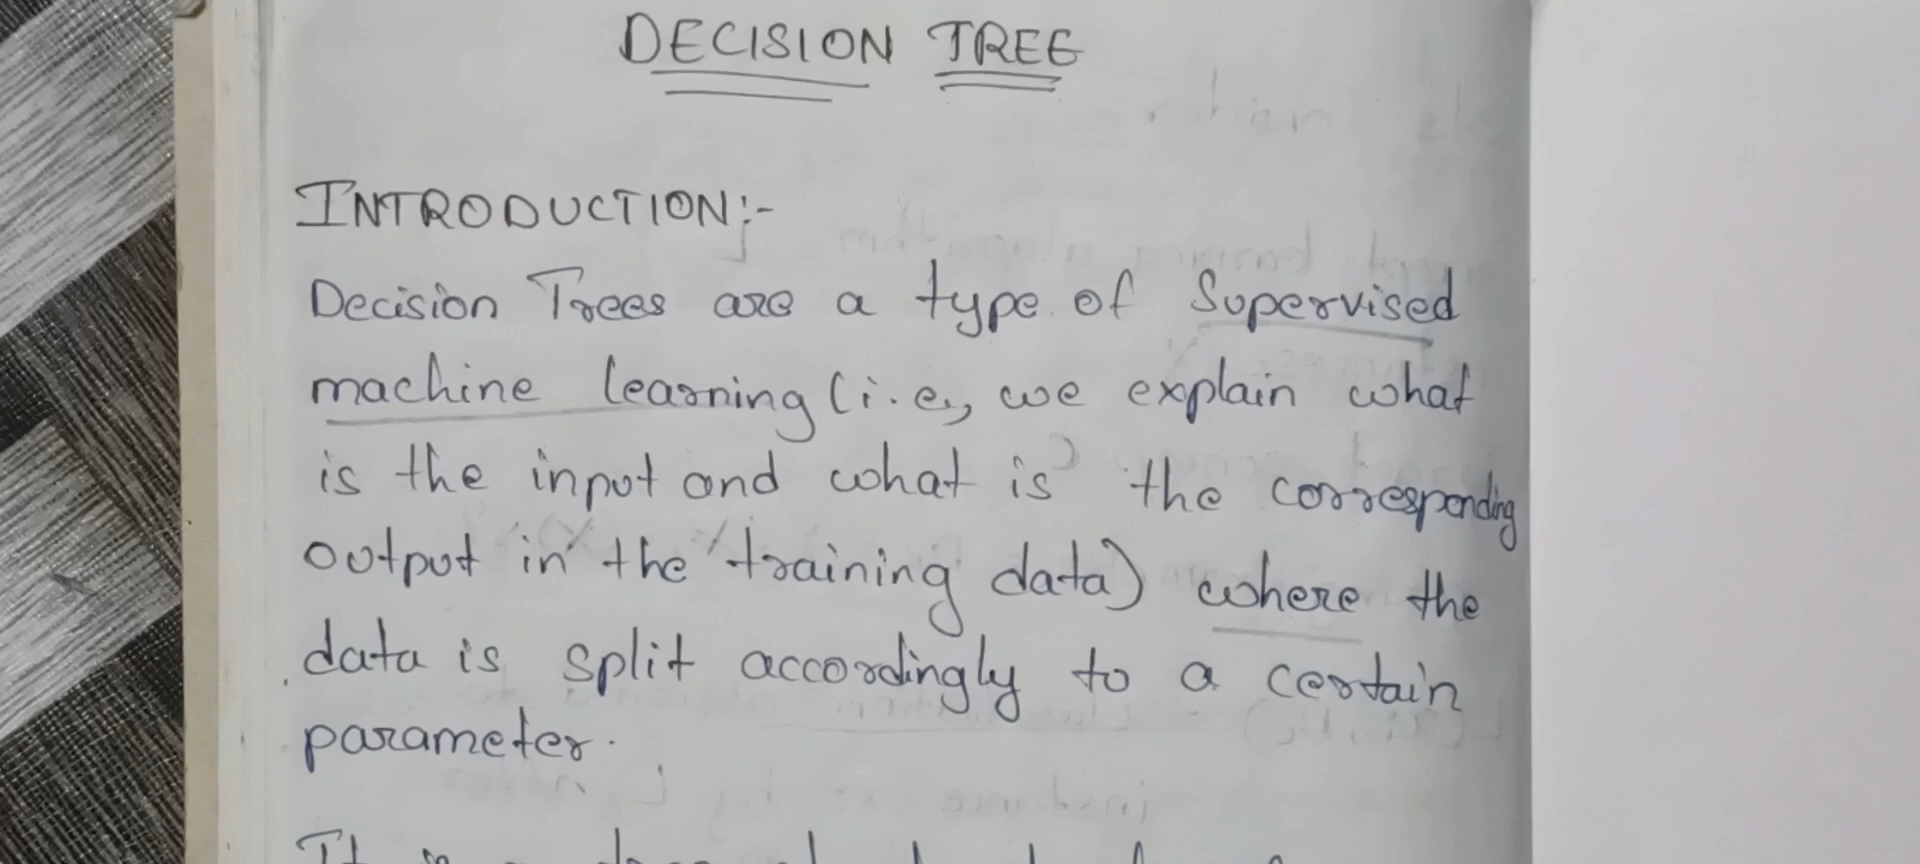 DECISION TREE
INTRODUCTION:-
Decision Trees are a type of Supervised
machine learning (i.e., we explain what
is the input and what is the corresponding
output in the training data) where the
data is split accordingly to a certain
parameter.